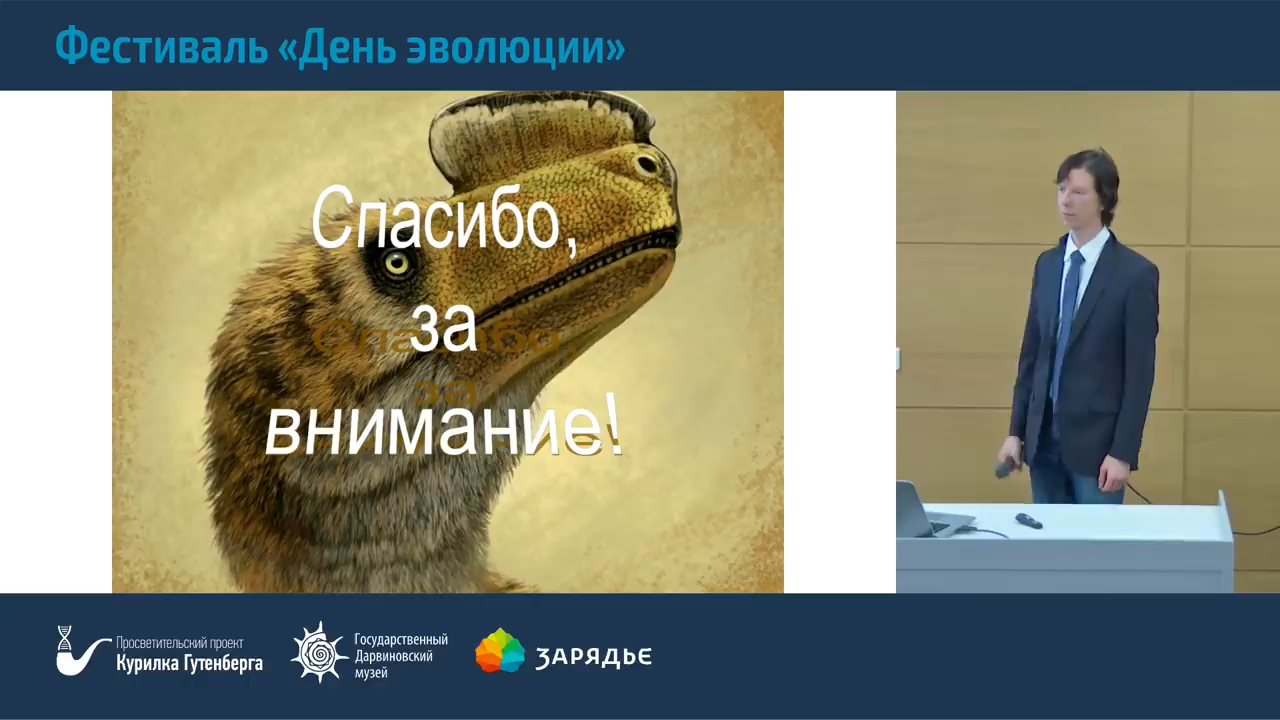 Фестиваль «День эволюции»
Спасибо,
за
внимание!
Просветительский проект
Курилка Гутенберга
Государственный
Дарвиновский
музей
ЗАРЯДЬЕ